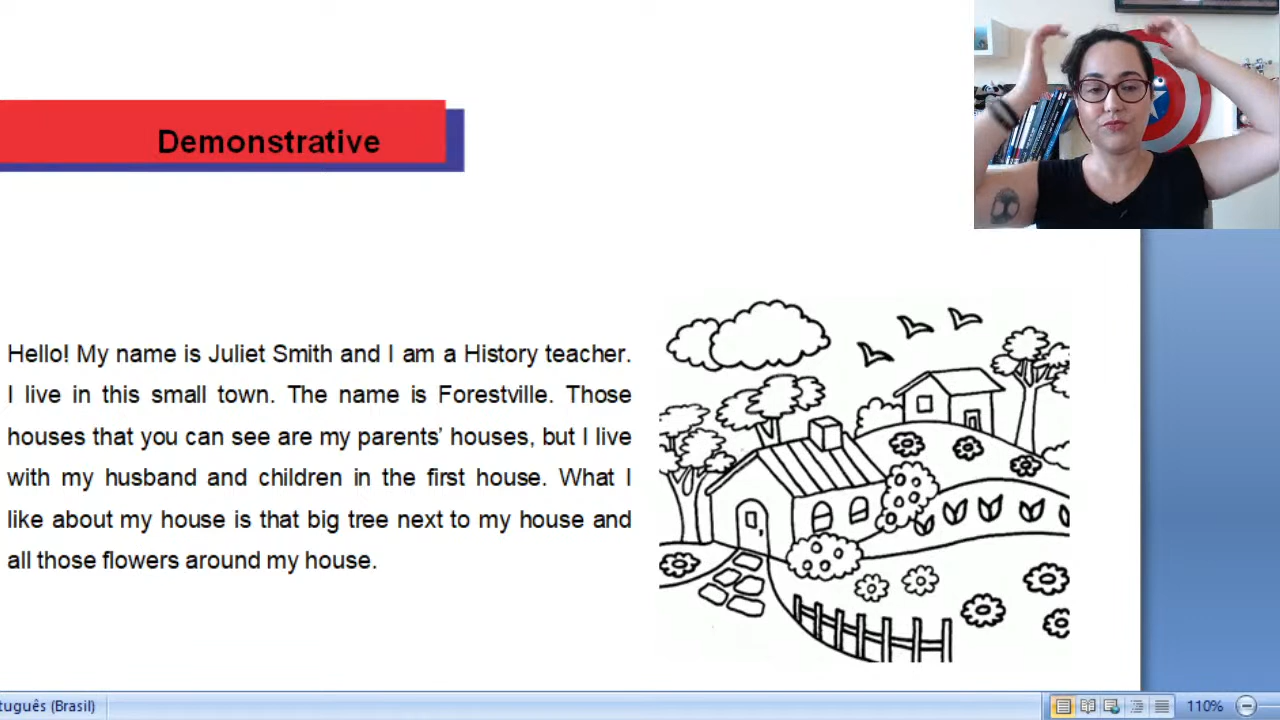 Demonstrative
Hello! My name is Juliet Smith and I am a History teacher.
I live in this small town. The name is Forestville. Those
houses that you can see are my parents’ houses, but I live
with my husband and children in the first house. What I
like about my house is that big tree next to my house and
all those flowers around my house.
tuguês (Brasil)
110%